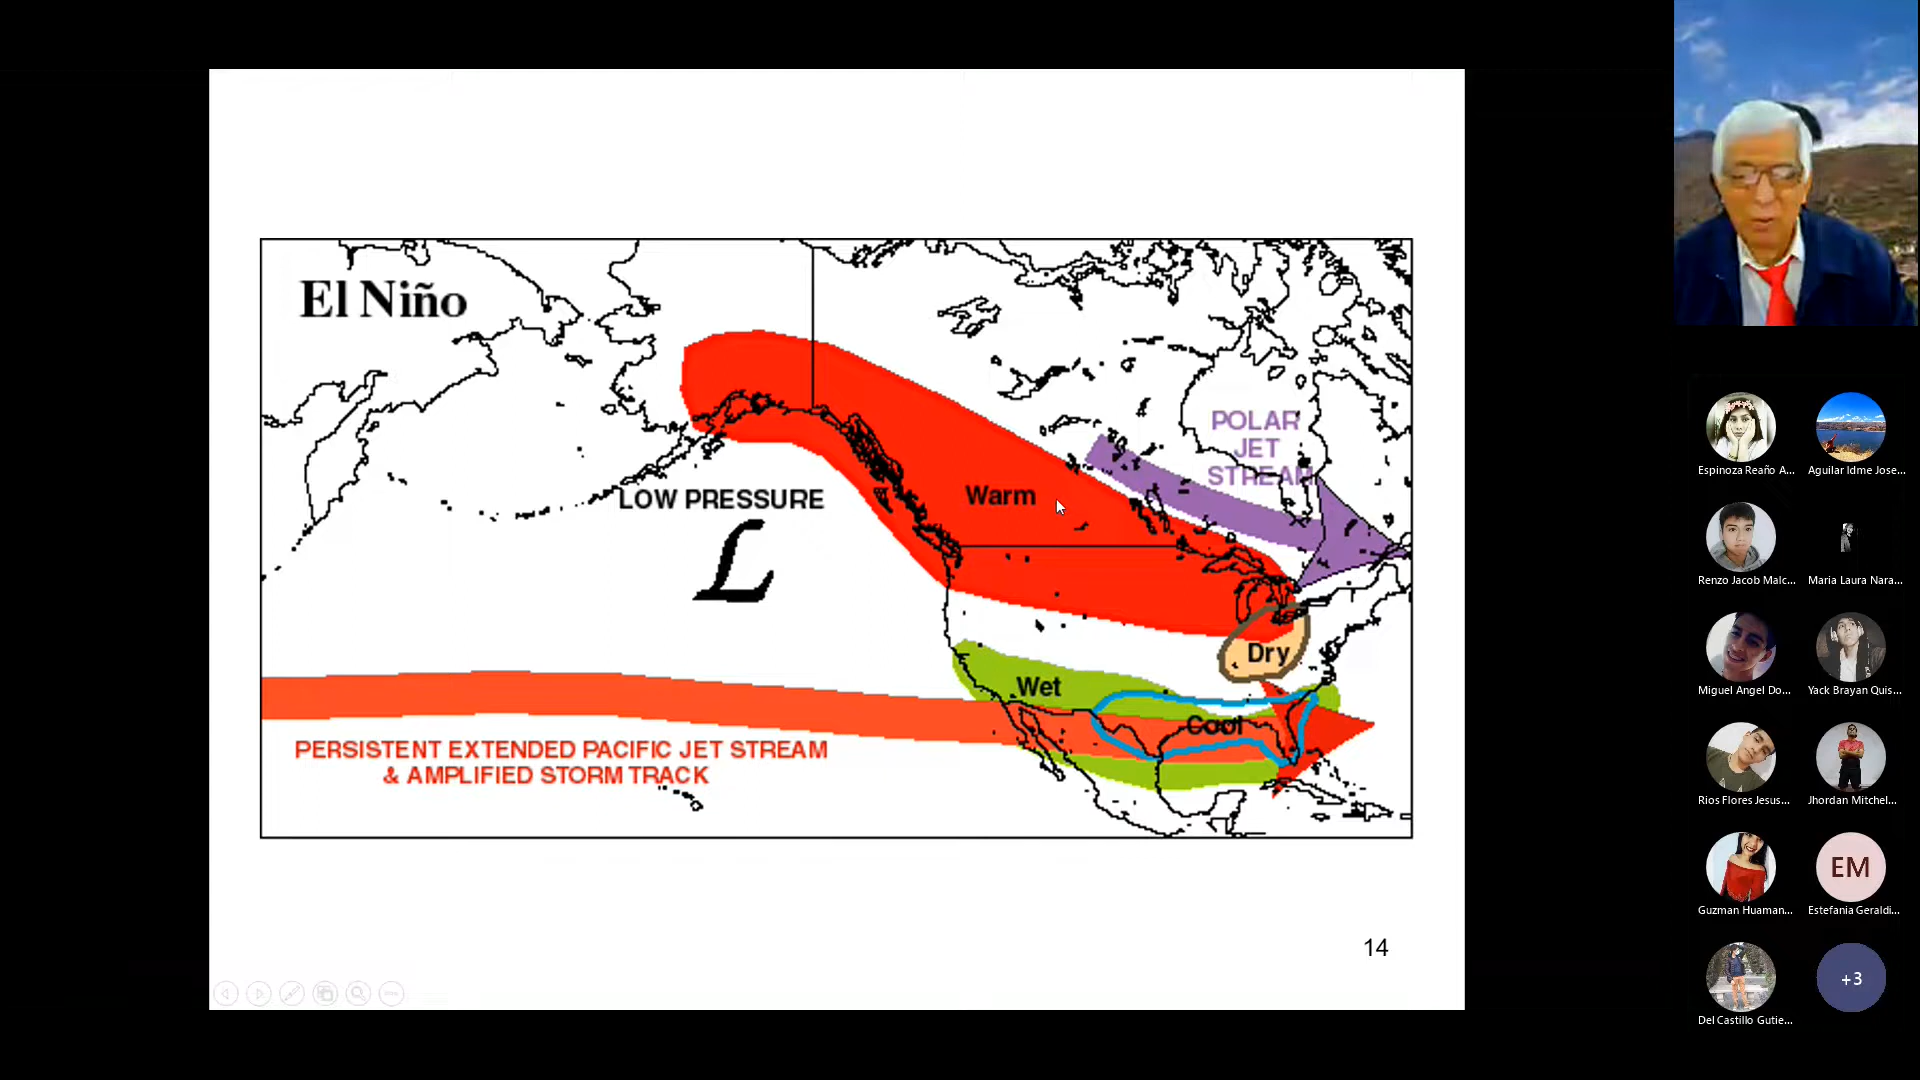 El Niño
POLAR
JET
STREAM
LOW PRESSURE
L
Warm
Dry
Wet
Cool
PERSISTENT EXTENDED PACIFIC JET STREAM
& AMPLIFIED STORM TRACK
14
Espinoza Reaño A...
Aguilar Idme Jose...
Renzo Jacob Malc...
Maria Laura Nara...
Miguel Angel Do...
Yack Brayan Quis...
Rios Flores Jesus...
Jhordan Mitchel...
Guzman Huaman...
EM
Estefania Geraldi...
Del Castillo Gutie...
+3